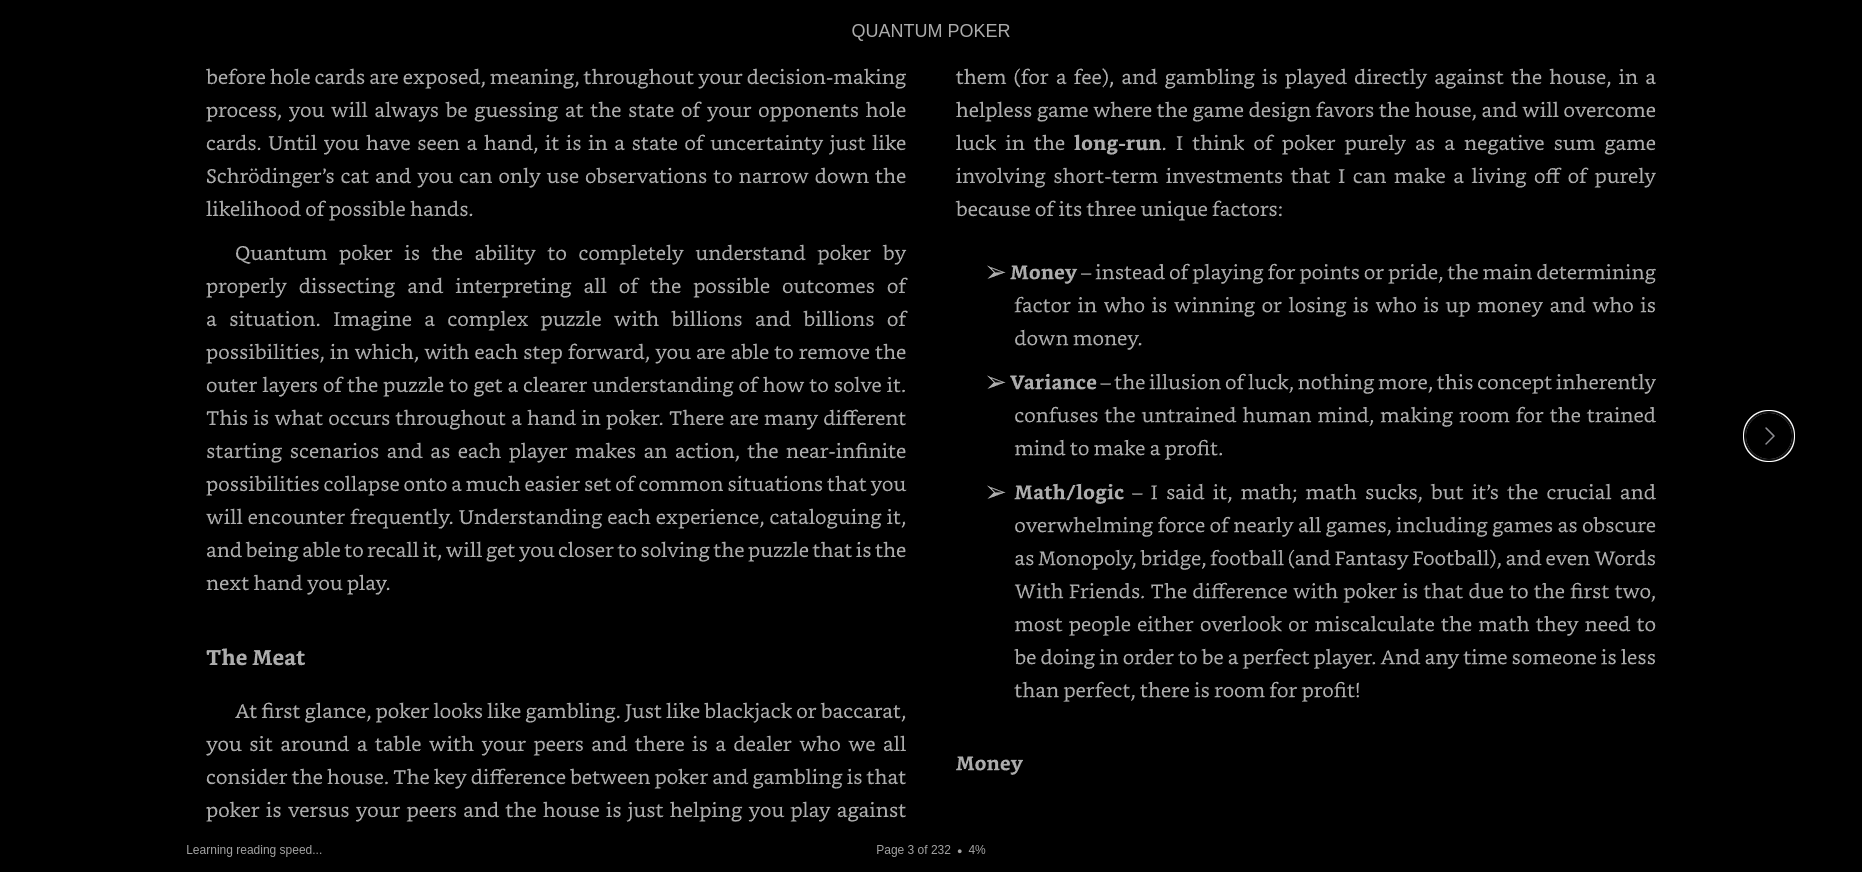 QUANTUM POKER
before hole cards are exposed, meaning, throughout your decision-making
process, you will always be guessing at the state of your opponents hole
cards. Until you have seen a hand, it is in a state of uncertainty just like
Schrödinger’s cat and you can only use observations to narrow down the
likelihood of possible hands.
Quantum poker is the ability to completely understand poker by
properly dissecting and interpreting all of the possible outcomes of
a situation. Imagine a complex puzzle with billions and billions of
possibilities, in which, with each step forward, you are able to remove the
outer layers of the puzzle to get a clearer understanding of how to solve it.
This is what occurs throughout a hand in poker. There are many different
starting scenarios and as each player makes an action, the near-infinite
possibilities collapse onto a much easier set of common situations that you
will encounter frequently. Understanding each experience, cataloguing it,
and being able to recall it, will get you closer to solving the puzzle that is the
next hand you play.
The Meat
At first glance, poker looks like gambling. Just like blackjack or baccarat,
you sit around a table with your peers and there is a dealer who we all
consider the house. The key difference between poker and gambling is that
poker is versus your peers and the house is just helping you play against
them (for a fee), and gambling is played directly against the house, in a
helpless game where the game design favors the house, and will overcome
luck in the long-run. I think of poker purely as a negative sum game
involving short-term investments that I can make a living off of purely
because of its three unique factors:
➢ Money – instead of playing for points or pride, the main determining
factor in who is winning or losing is who is up money and who is
down money.
➢ Variance – the illusion of luck, nothing more, this concept inherently
confuses the untrained human mind, making room for the trained
mind to make a profit.
➢ Math/logic – I said it, math; math sucks, but it’s the crucial and
overwhelming force of nearly all games, including games as obscure
as Monopoly, bridge, football (and Fantasy Football), and even Words
With Friends. The difference with poker is that due to the first two,
most people either overlook or miscalculate the math they need to
be doing in order to be a perfect player. And any time someone is less
than perfect, there is room for profit!
Money
Learning reading speed...
Page 3 of 232 • 4%